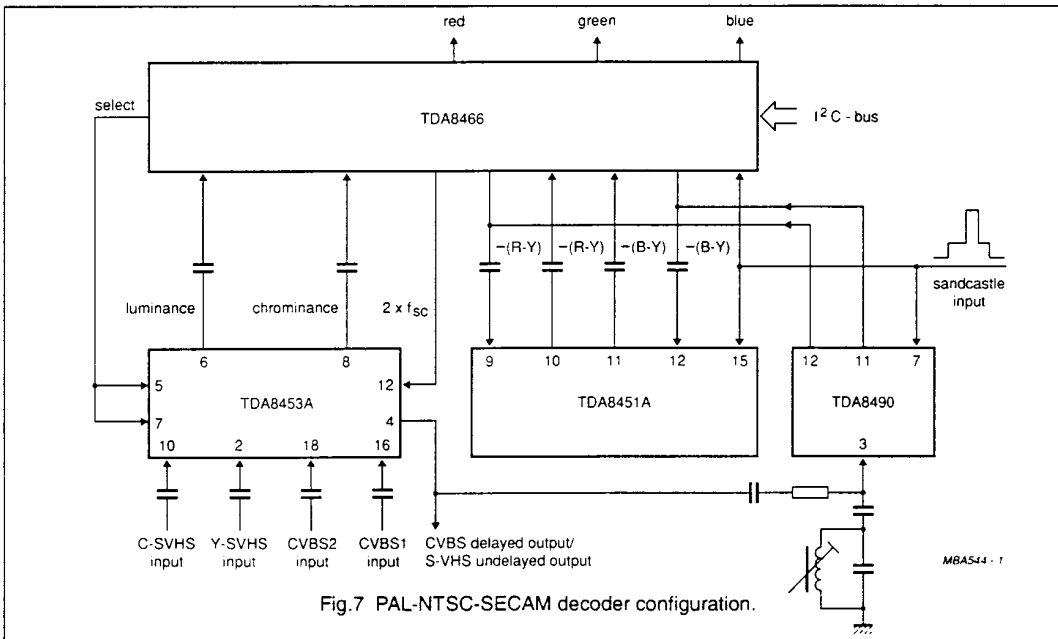 red green blue
select
TDA8466
I²C - bus
–(R-Y) –(R-Y) –(B-Y) –(B-Y)
luminance chrominance 2 x fSC
sandcastle
input
6 8 9 10 11 12 15 12 11 7
5 12
TDA8453A TDA8451A TDA8490
7 4
10 2 18 16 3
C-SVHS Y-SVHS CVBS2 CVBS1 CVBS delayed output/
input input input input S-VHS undelayed output
MBA544 - 1
Fig.7 PAL-NTSC-SECAM decoder configuration.